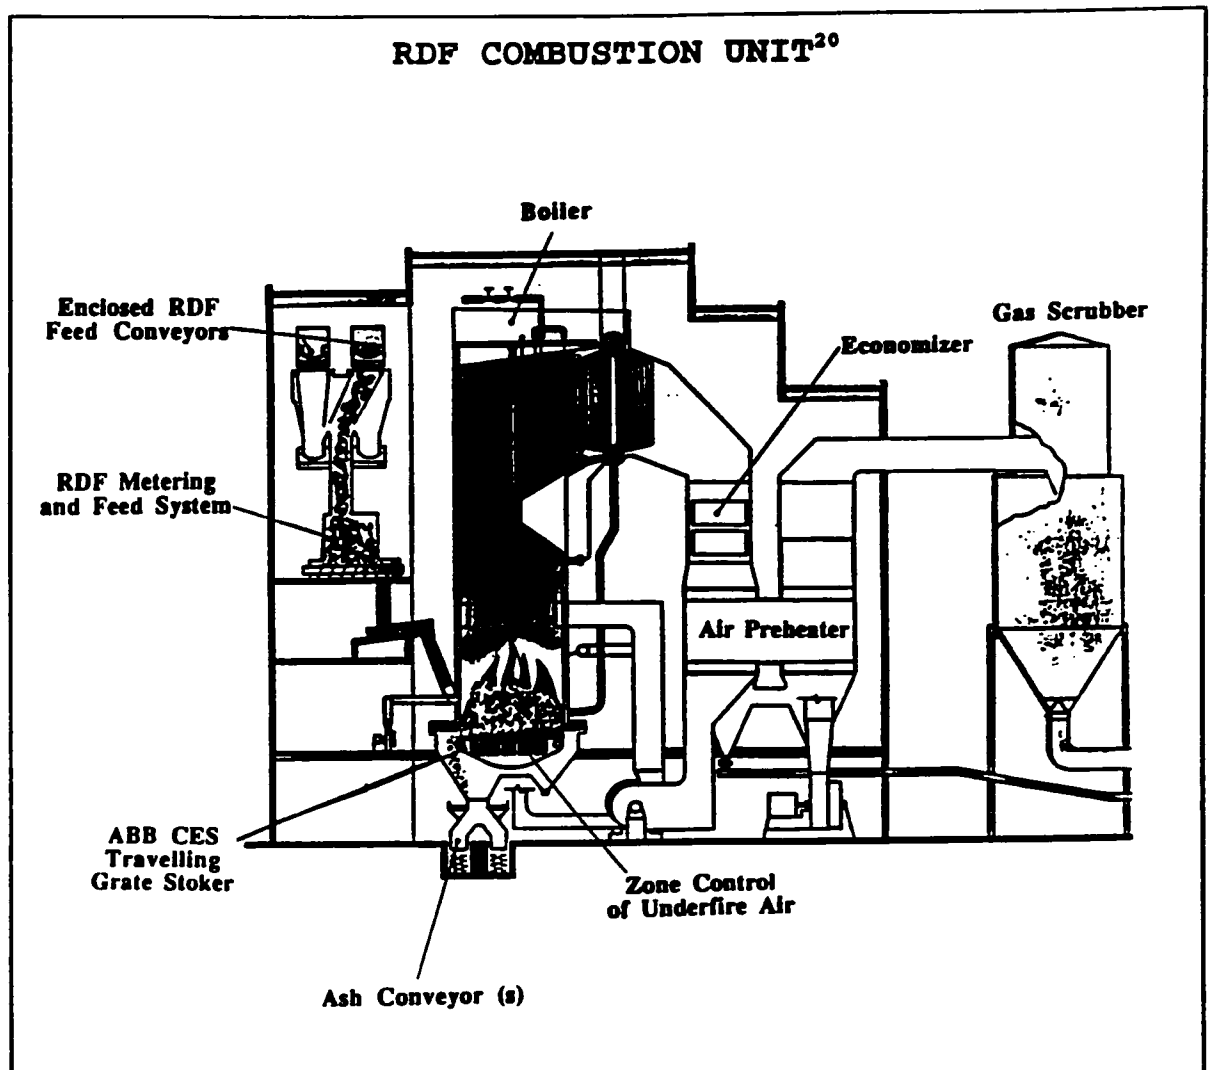 RDF COMBUSTION UNIT20
Boiler
Enclosed RDF
Feed Conveyors
Gas Scrubber
Economizer
RDF Metering
and Feed System
Air Preheater
ABB CES
Travelling
Grate Stoker
Zone Control
of Underfire Air
Ash Conveyor (s)